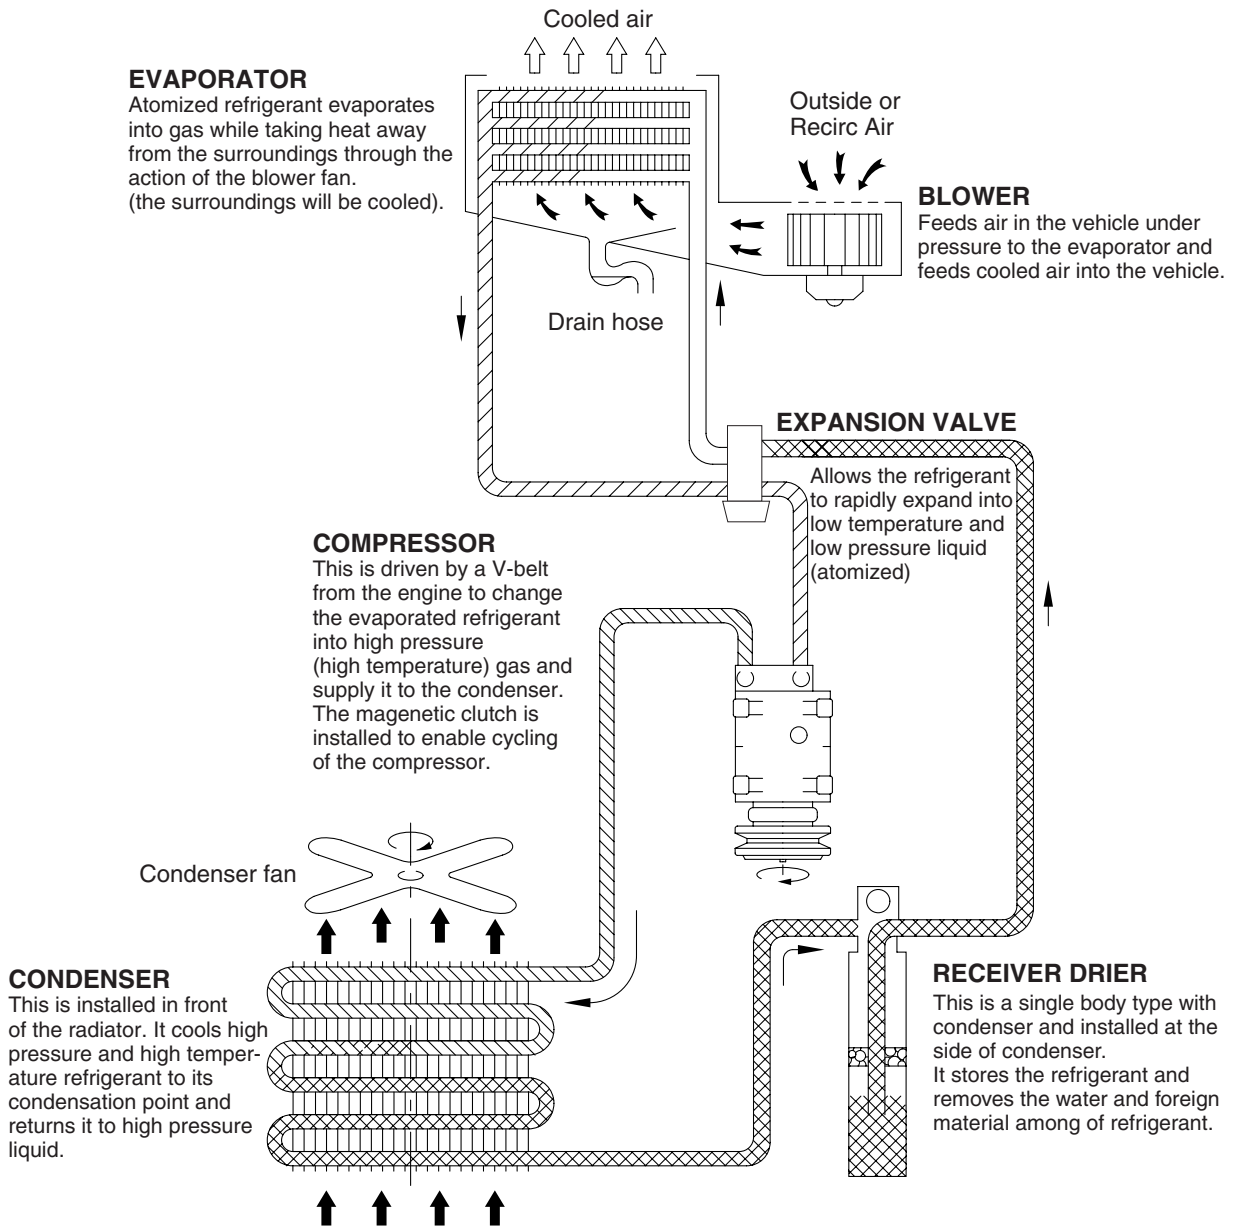 Cooled air
EVAPORATOR
Atomized refrigerant evaporates
into gas while taking heat away
from the surroundings through the
action of the blower fan.
(the surroundings will be cooled).
Outside or
Recirc Air
BLOWER
Feeds air in the vehicle under
pressure to the evaporator and
feeds cooled air into the vehicle.
Drain hose
EXPANSION VALVE
Allows the refrigerant
to rapidly expand into
low temperature and
low pressure liquid
(atomized)
COMPRESSOR
This is driven by a V-belt
from the engine to change
the evaporated refrigerant
into high pressure
(high temperature) gas and
supply it to the condenser.
The magenetic clutch is
installed to enable cycling
of the compressor.
Condenser fan
CONDENSER
This is installed in front
of the radiator. It cools high
pressure and high temper-
ature refrigerant to its
condensation point and
returns it to high pressure
liquid.
RECEIVER DRIER
This is a single body type with
condenser and installed at the
side of condenser.
It stores the refrigerant and
removes the water and foreign
material among of refrigerant.